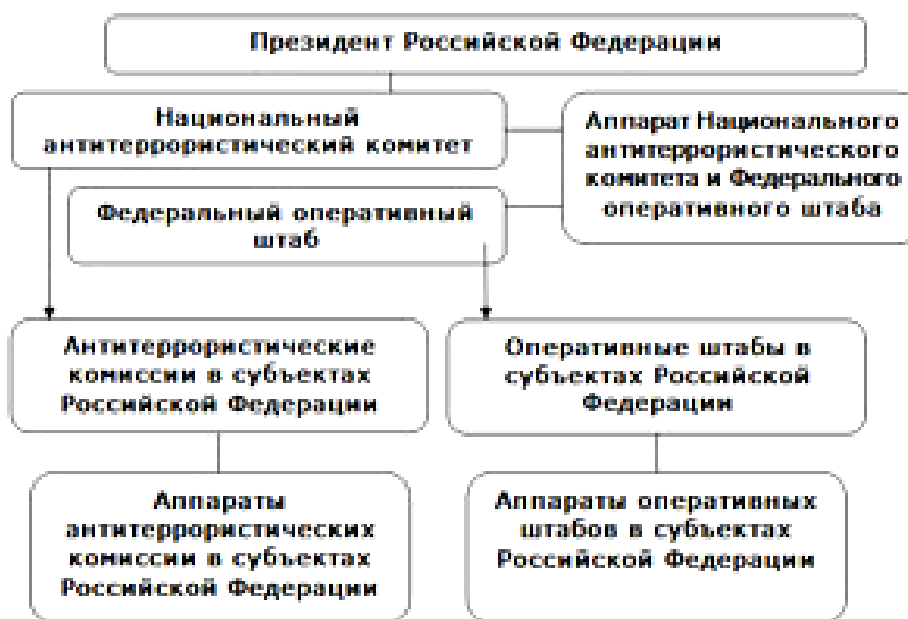 Президент Российской Федерации
Национальный
антитеррористический комитет
Аппарат Национального
антитеррористического
комитета и Федерального
оперативного штаба
Федеральный оперативный
штаб
Антитеррористические
комиссии в субъектах
Российской Федерации
Оперативные штабы в
субъектах Российской
Федерации
Аппараты
антитеррористических
комиссии в субъектах
Российской Федерации
Аппараты оперативных
штабов в субъектах
Российской Федерации